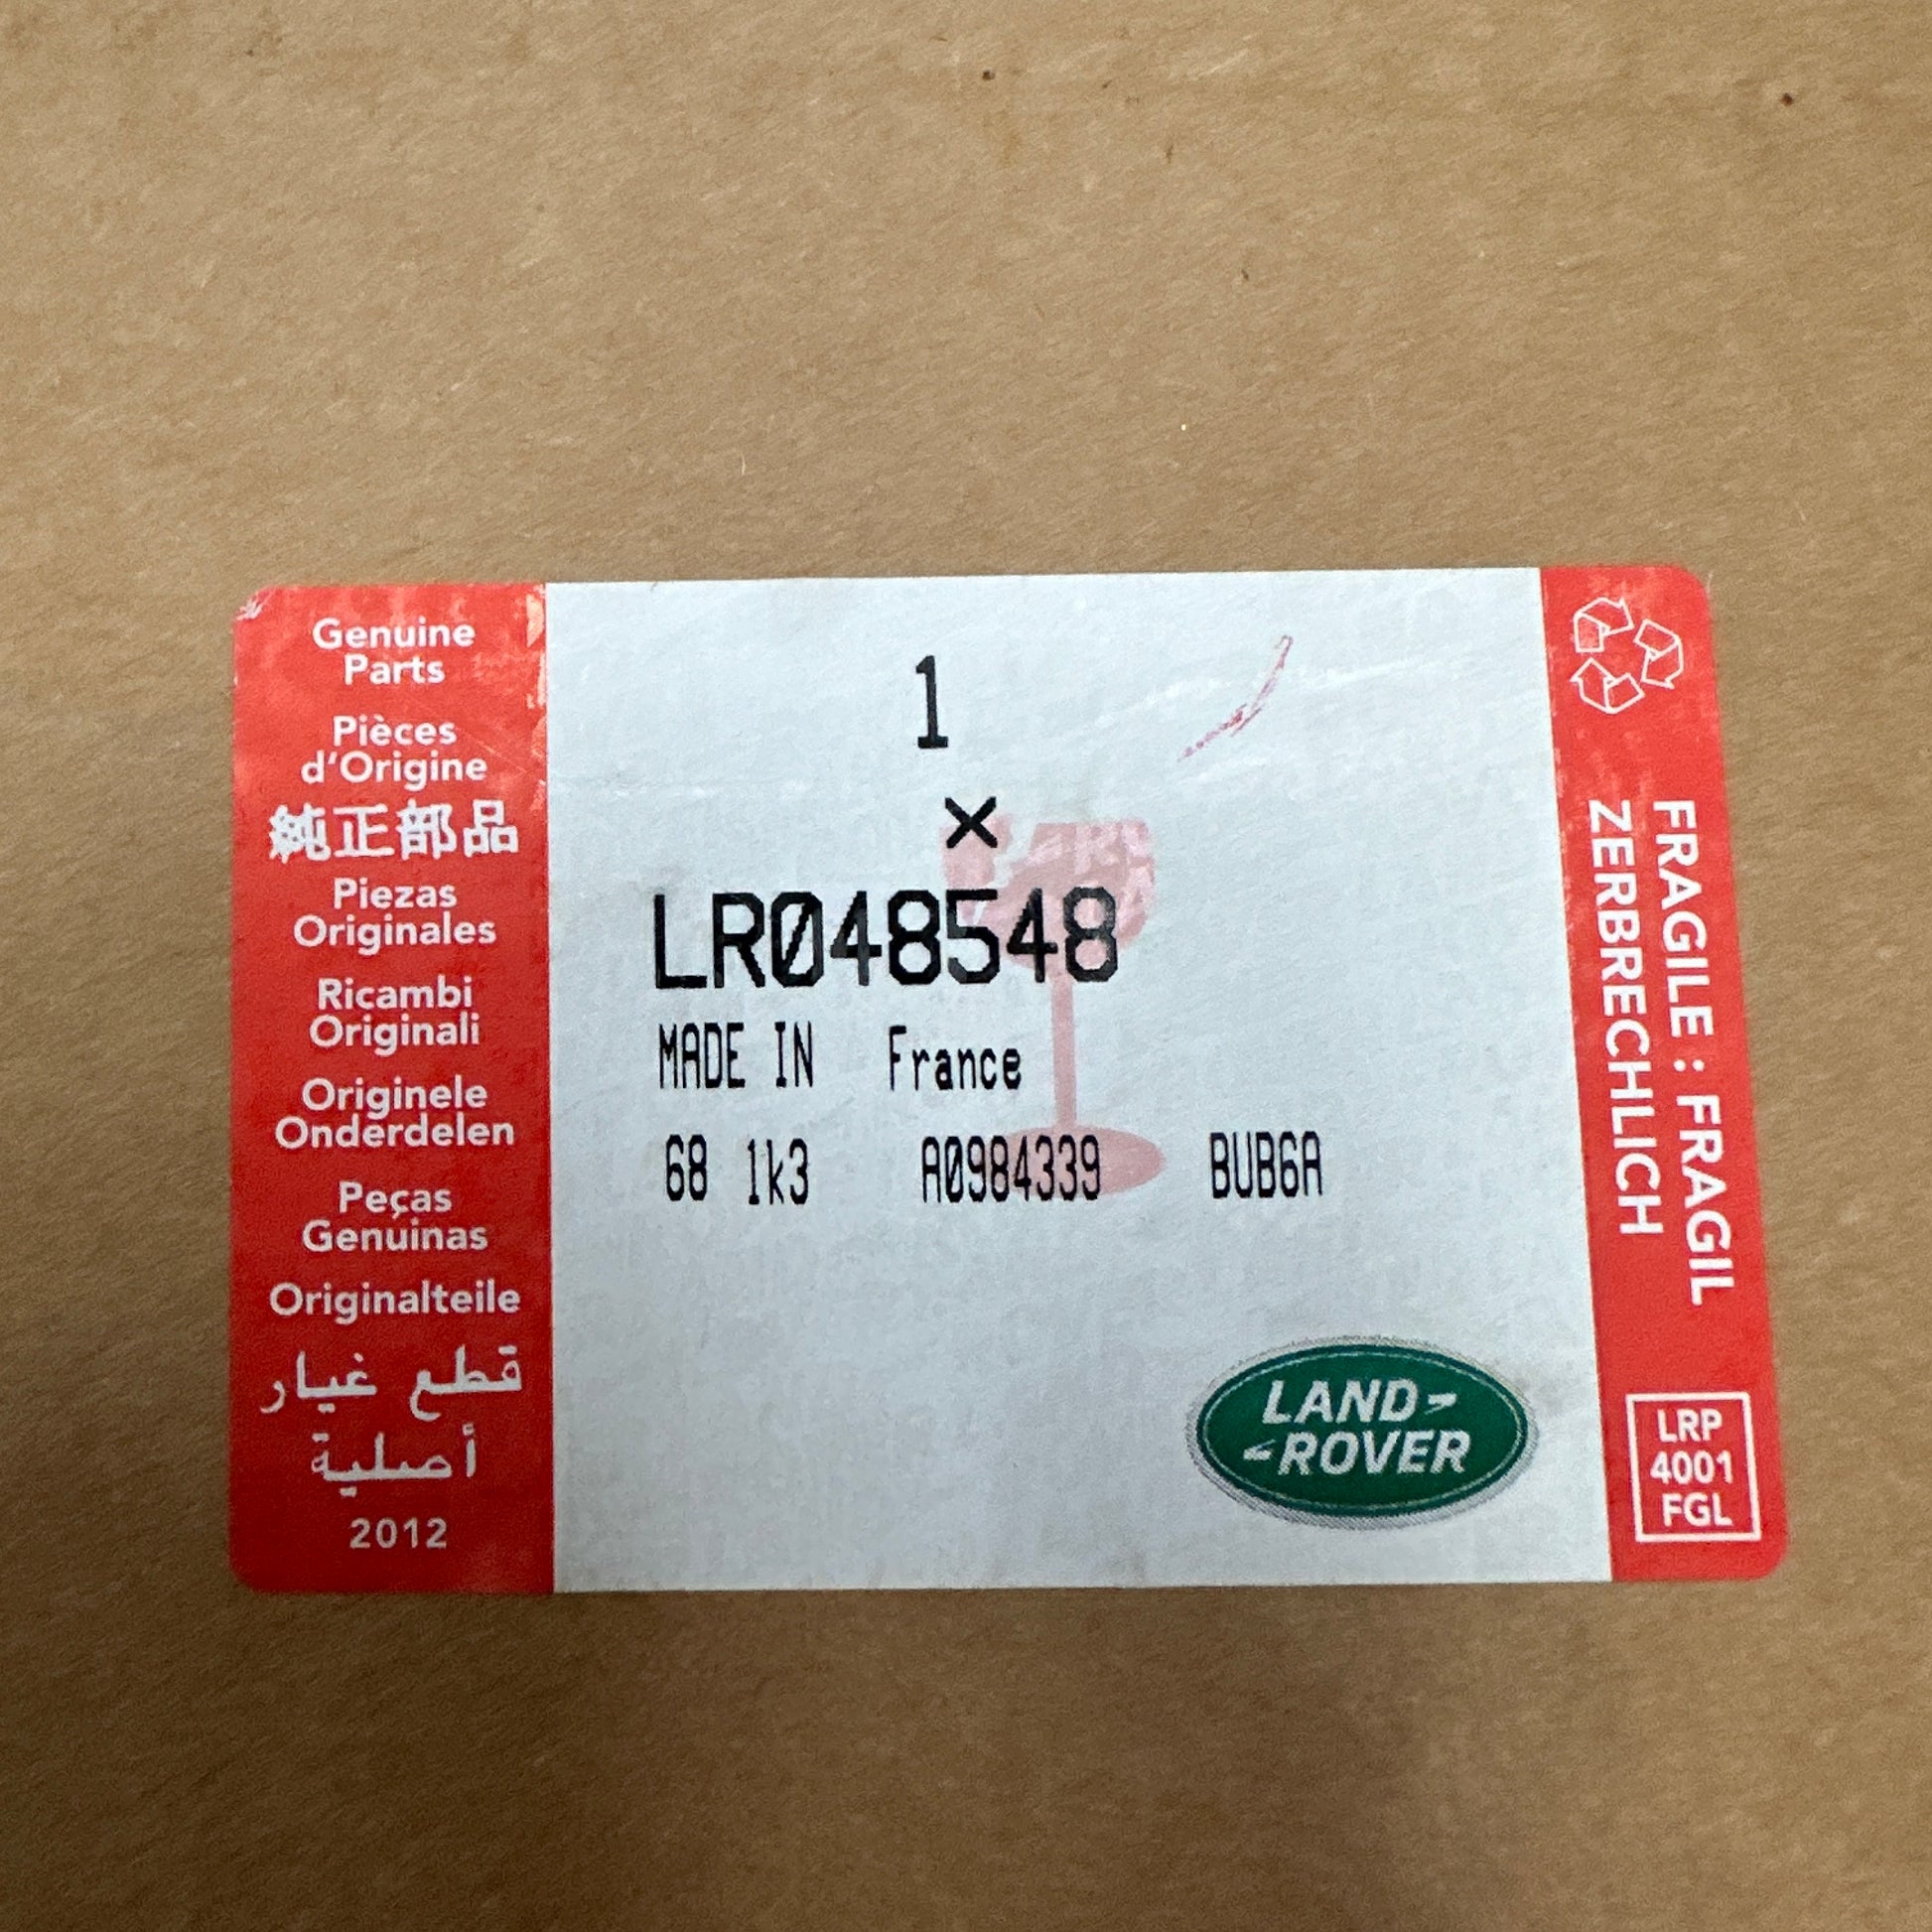 Genuine
Parts
Pièces
d'Origine
純正部品
Piezas
Originales
Ricambi
Originali
Originele
Onderdelen
Peças
Genuinas
Originalteile
قطع غيار
أصلية
2012
1
×
LR048548
MADE IN France
68 1k3 A0984339 BUB6A
LAND
ROVER
FRAGILE : FRAGIL
ZERBRECHLICH
LRP
4001
FGL